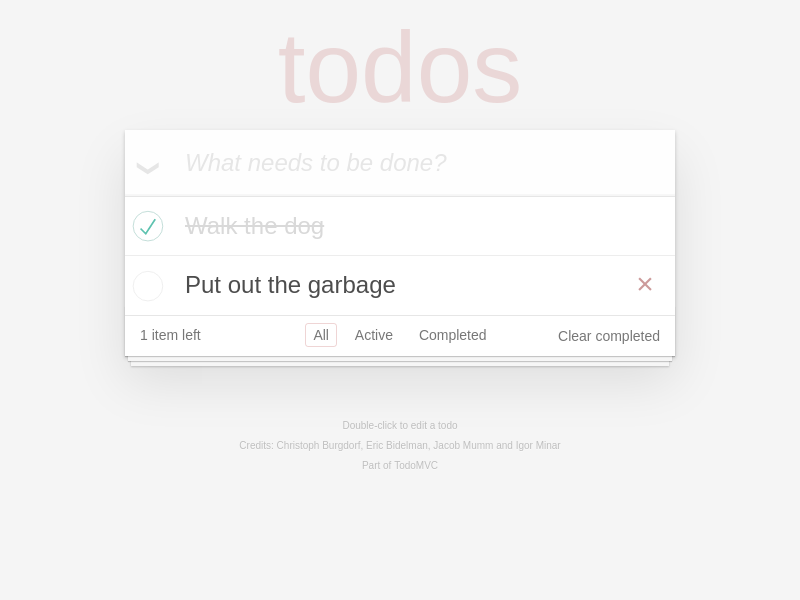 todos
What needs to be done?
Walk the dog
Put out the garbage
1 item left All Active Completed Clear completed
Double-click to edit a todo
Credits: Christoph Burgdorf, Eric Bidelman, Jacob Mumm and Igor Minar
Part of TodoMVC